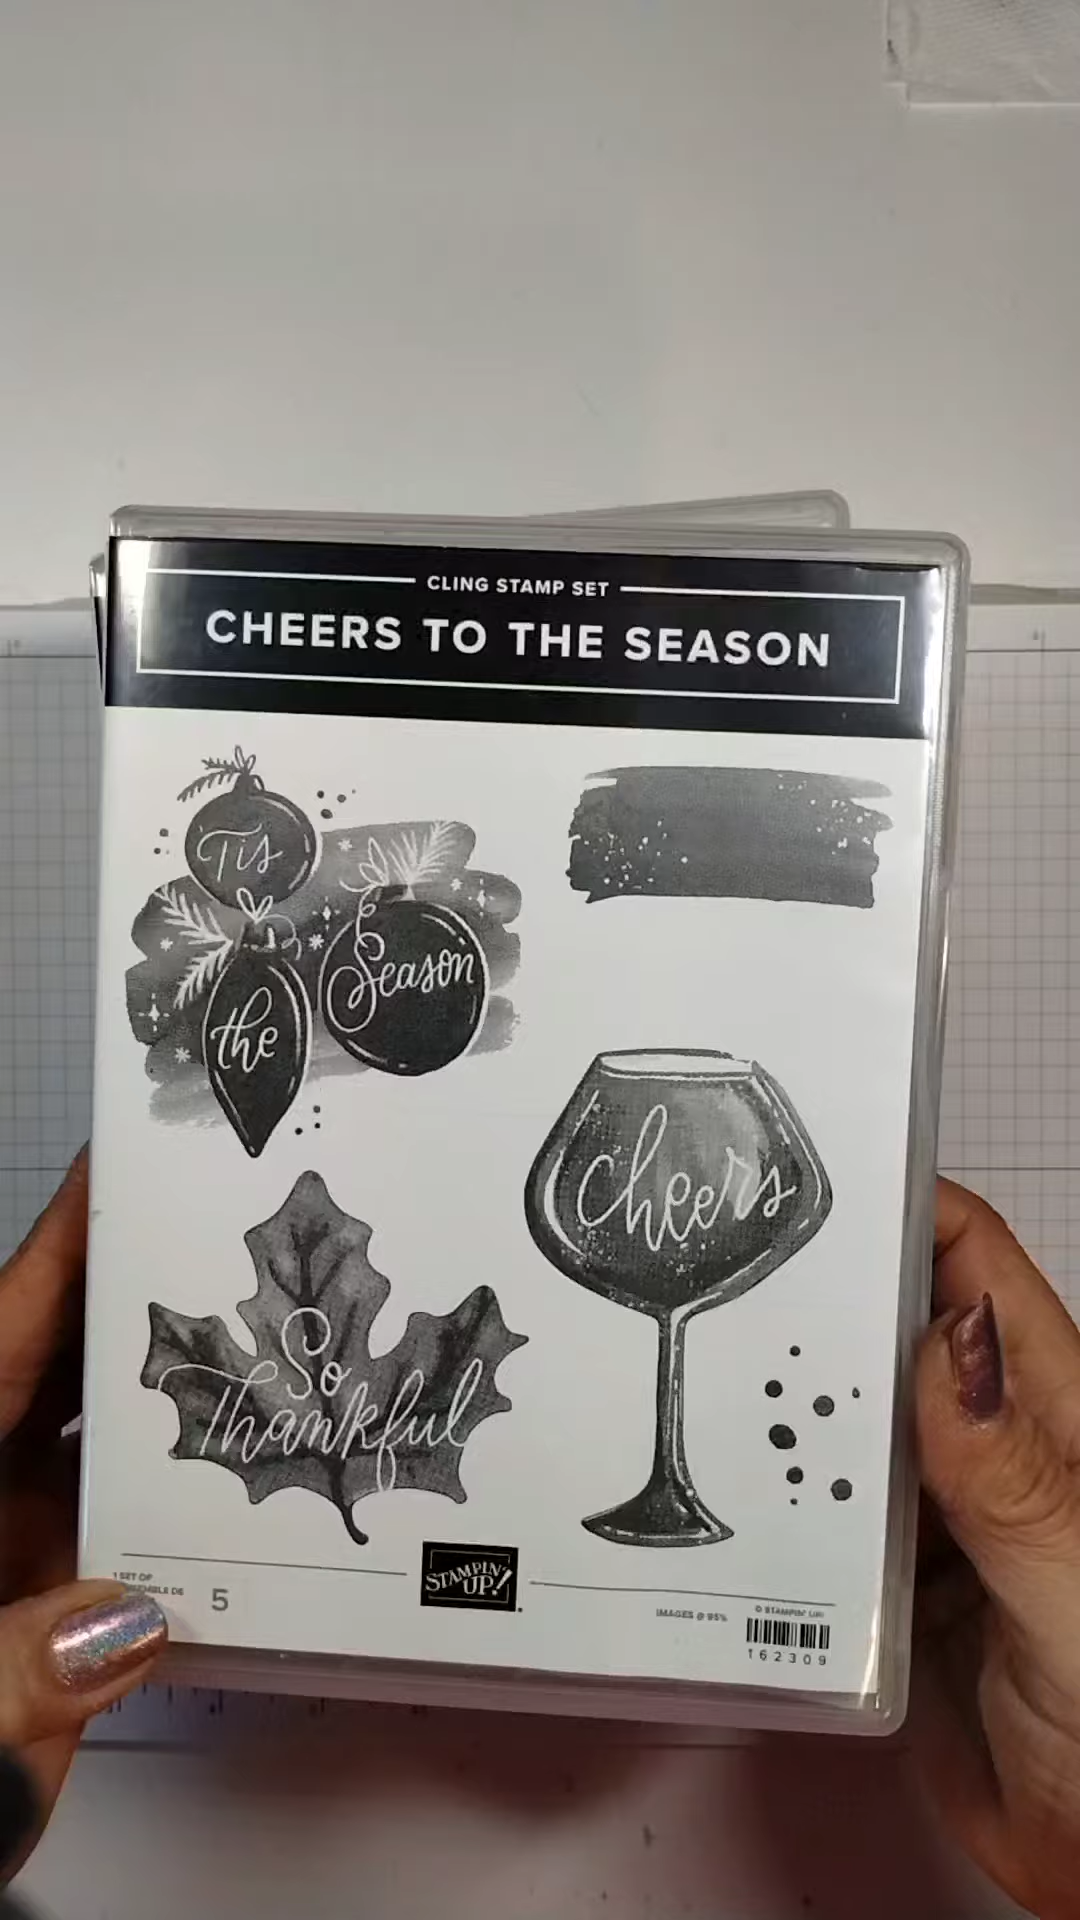 CLING STAMP SET
CHEERS TO THE SEASON
'Tis
the
Season
cheers
So
Thankful
1 SET OF
DE
5
STAMPIN' UP!
IMAGES @ 95%
© STAMPIN' UP!
162309